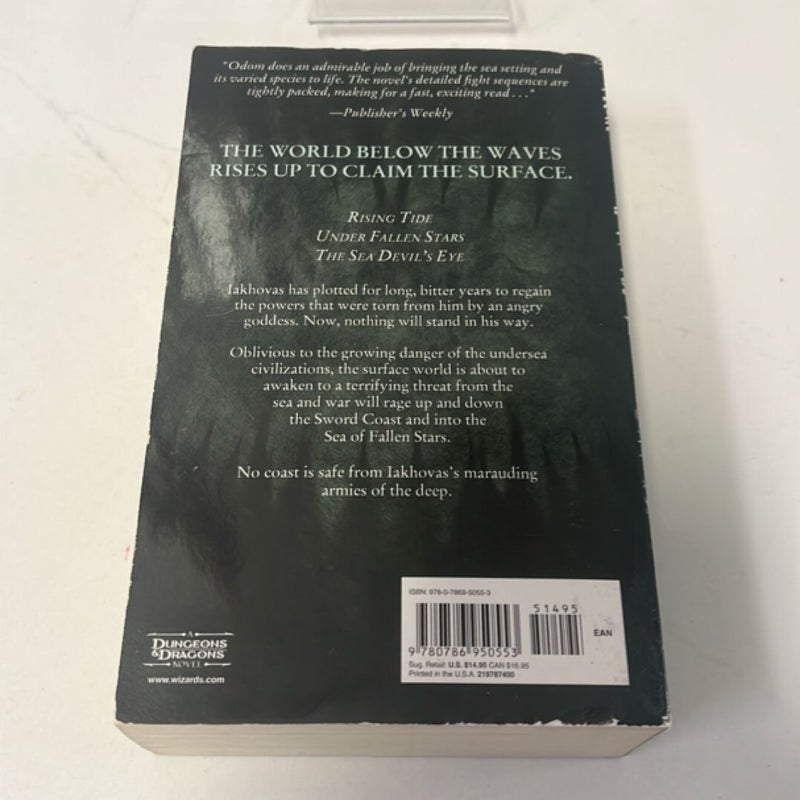 "Odom does an admirable job of bringing the sea setting and
its varied species to life. The novel's detailed fight sequences are
tightly packed, making for a fast, exciting read . . ."
—Publisher's Weekly
THE WORLD BELOW THE WAVES
RISES UP TO CLAIM THE SURFACE.
RISING TIDE
UNDER FALLEN STARS
THE SEA DEVIL'S EYE
Iakhovas has plotted for long, bitter years to regain
the powers that were torn from him by an angry
goddess. Now, nothing will stand in his way.
Oblivious to the growing danger of the undersea
civilizations, the surface world is about to
awaken to a terrifying threat from the
sea and war will rage up and down
the Sword Coast and into the
Sea of Fallen Stars.
No coast is safe from Iakhovas's marauding
armies of the deep.
ISBN: 978-0-7869-5055-3
51495
EAN
9 780786 950553
Sug. Retail: U.S. $14.95 CAN $16.95
Printed in the U.S.A. 219787400
A
DUNGEONS
& DRAGONS
NOVEL
www.wizards.com